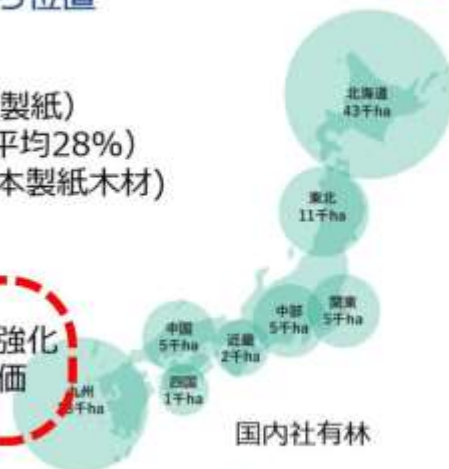 位置
製紙)
平均28%)
本製紙木材)
強化
価
北海道
43千ha
東北
11千ha
関東
5千ha
中部
5千ha
近畿
2千ha
中国
5千ha
四国
1千ha
九州
千ha
国内社有林